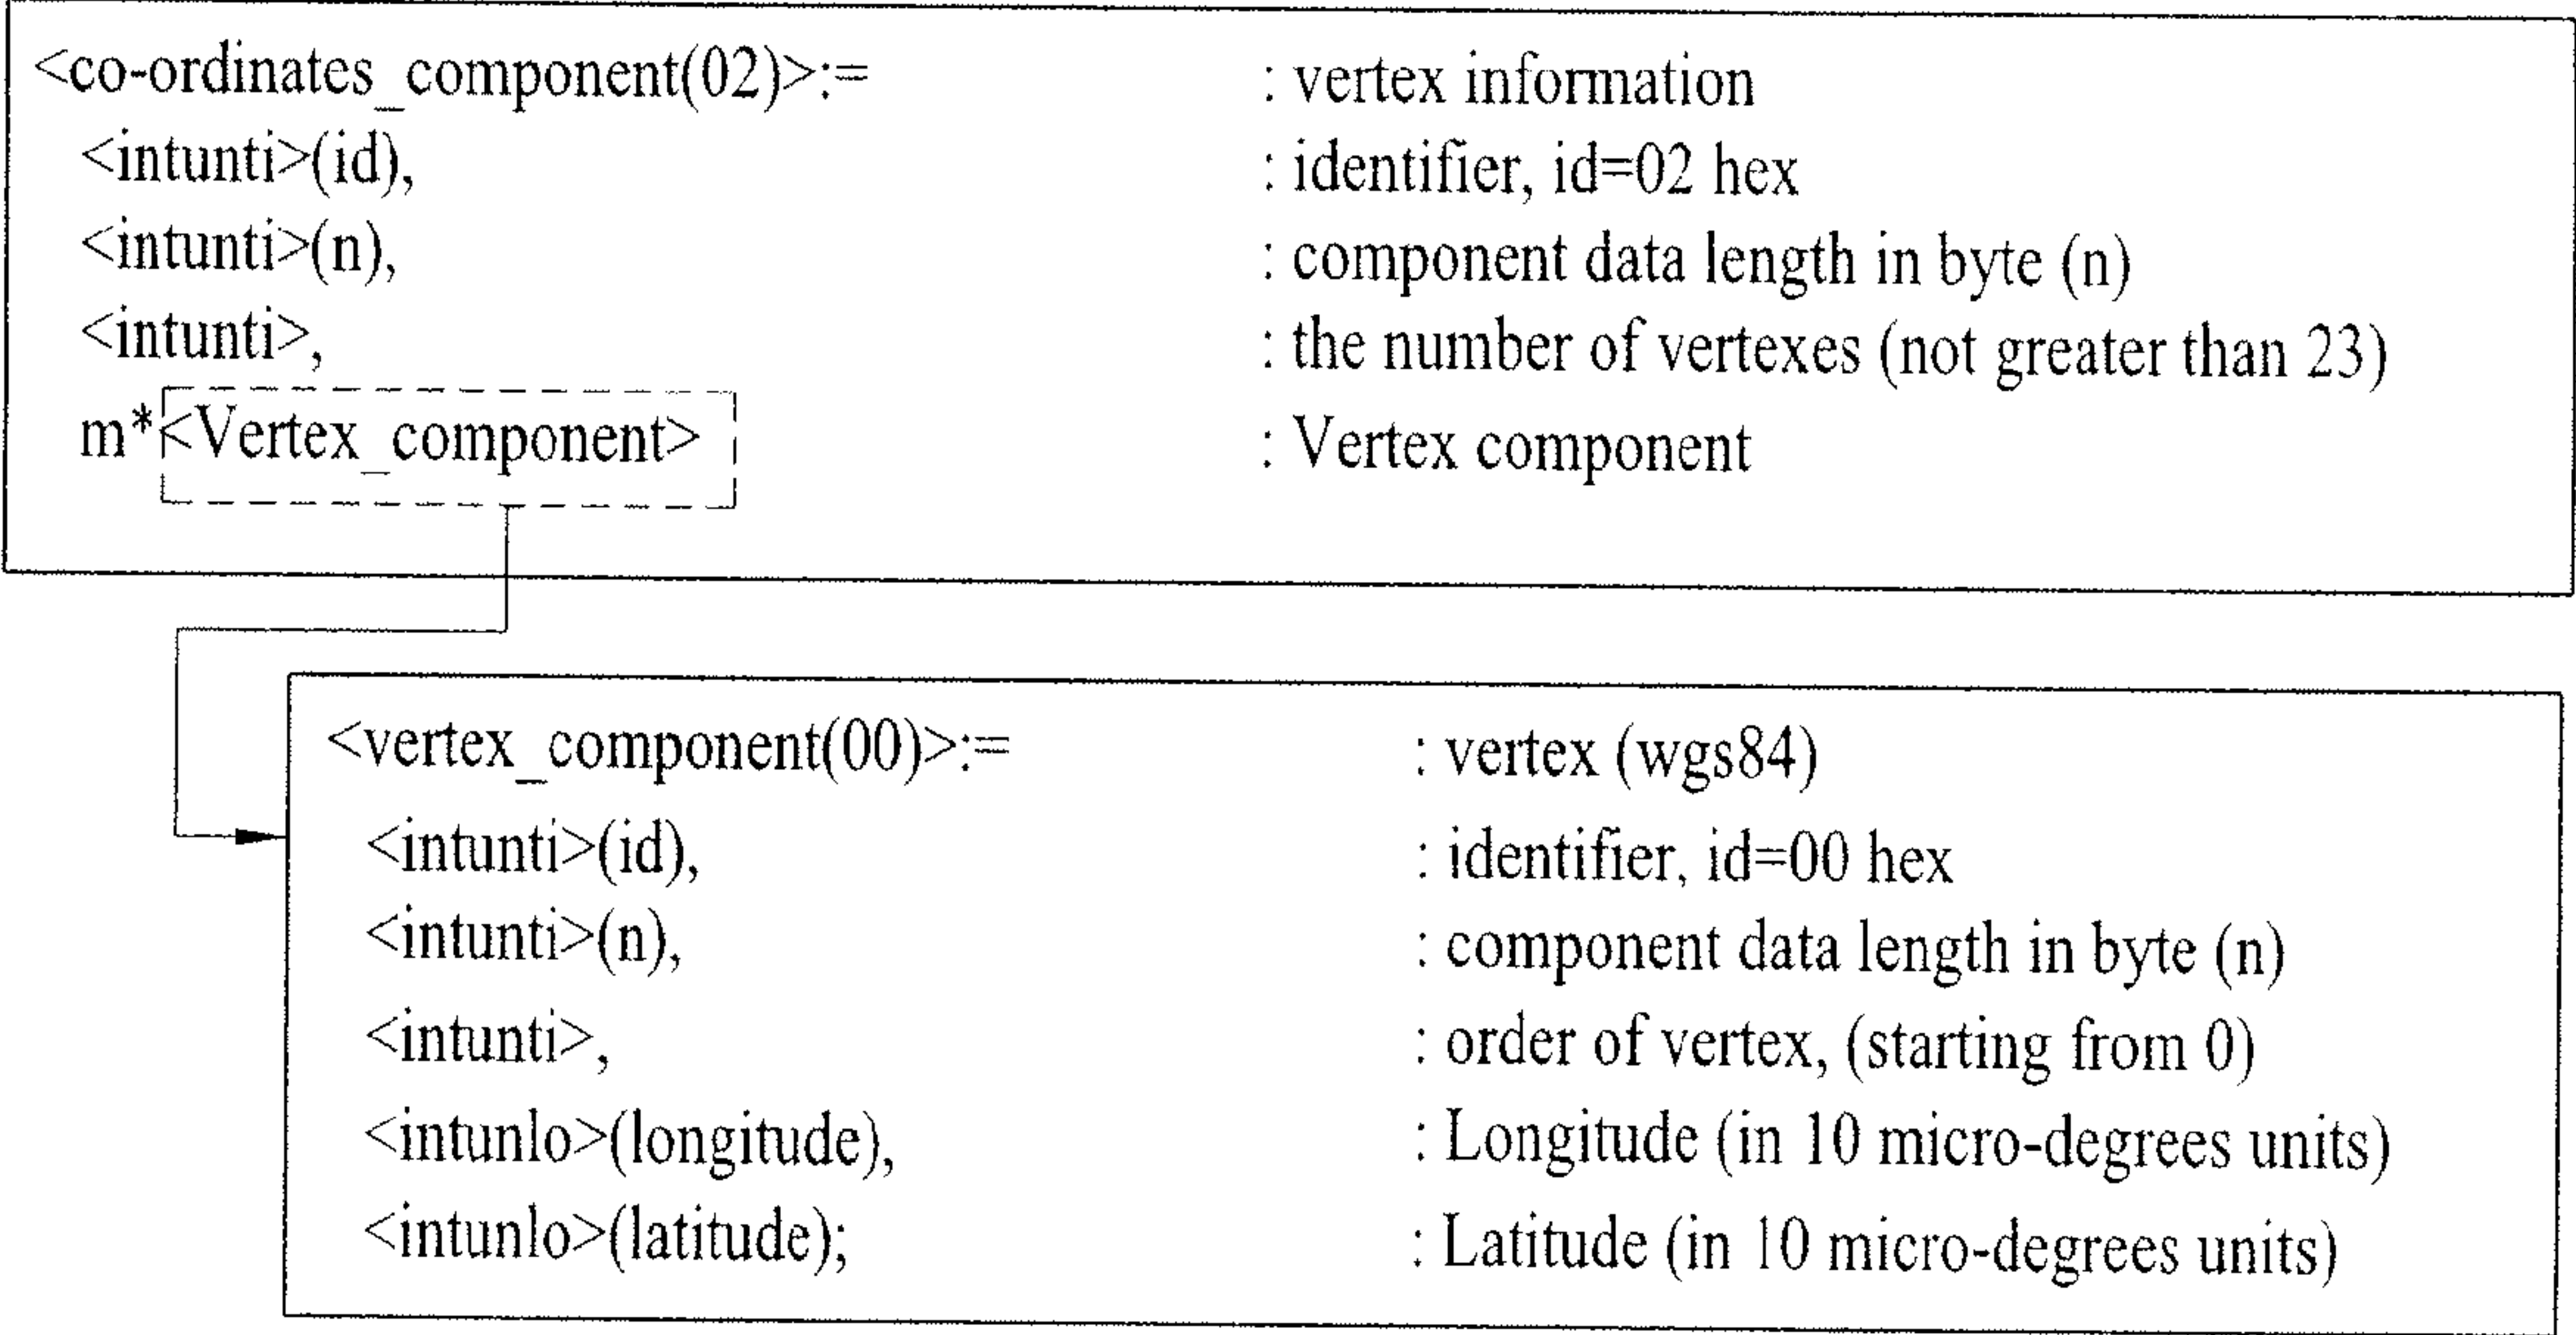 <co-ordinates_component(02)>:= : vertex information
<intunti>(id), : identifier, id=02 hex
<intunti>(n), : component data length in byte (n)
<intunti>, : the number of vertexes (not greater than 23)
m*<Vertex_component> : Vertex component
<vertex_component(00)>:= : vertex (wgs84)
<intunti>(id), : identifier, id=00 hex
<intunti>(n), : component data length in byte (n)
<intunti>, : order of vertex, (starting from 0)
<intunlo>(longitude), : Longitude (in 10 micro-degrees units)
<intunlo>(latitude); : Latitude (in 10 micro-degrees units)